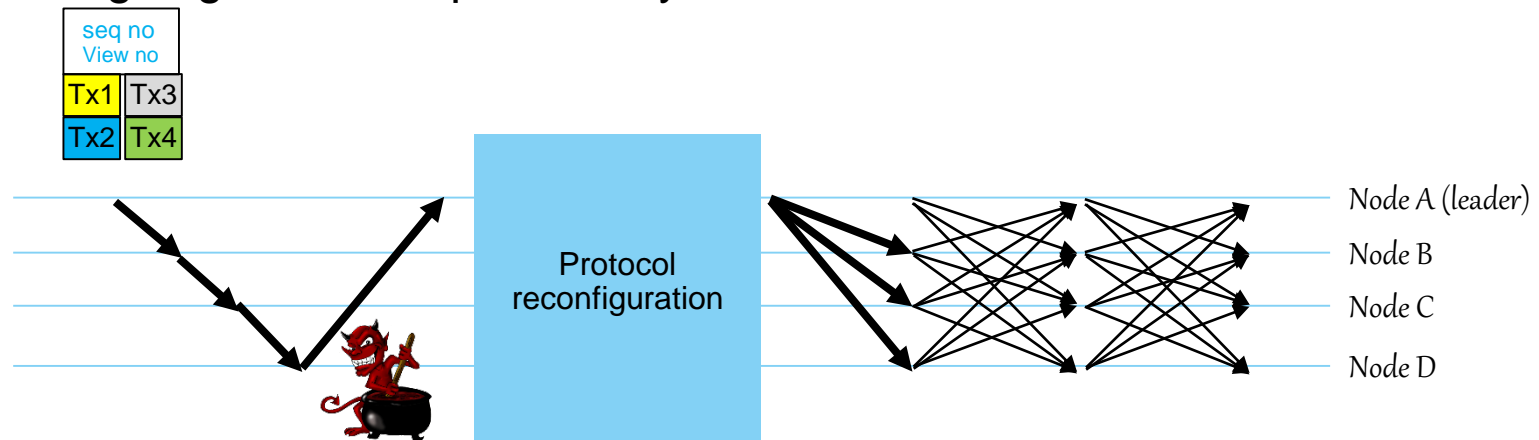 seq no
View no
Tx1 Tx3
Tx2 Tx4
Protocol
reconfiguration
Node A (leader)
Node B
Node C
Node D